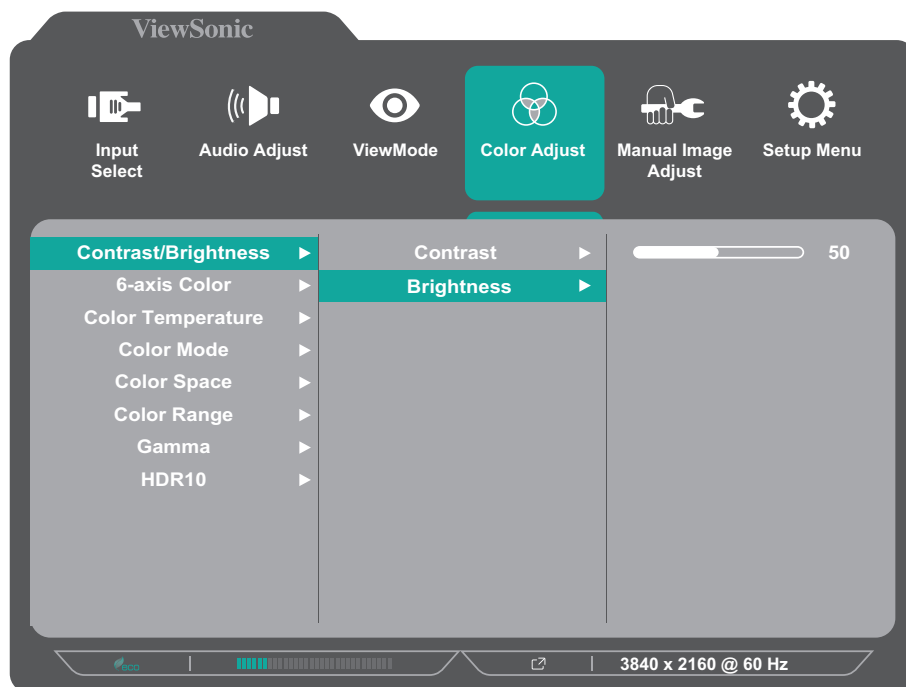 ViewSonic
Input Select
Audio Adjust
ViewMode
Color Adjust
Manual Image Adjust
Setup Menu
Contrast/Brightness
6-axis Color
Color Temperature
Color Mode
Color Space
Color Range
Gamma
HDR10
Contrast
Brightness
50
eco
3840 x 2160 @ 60 Hz